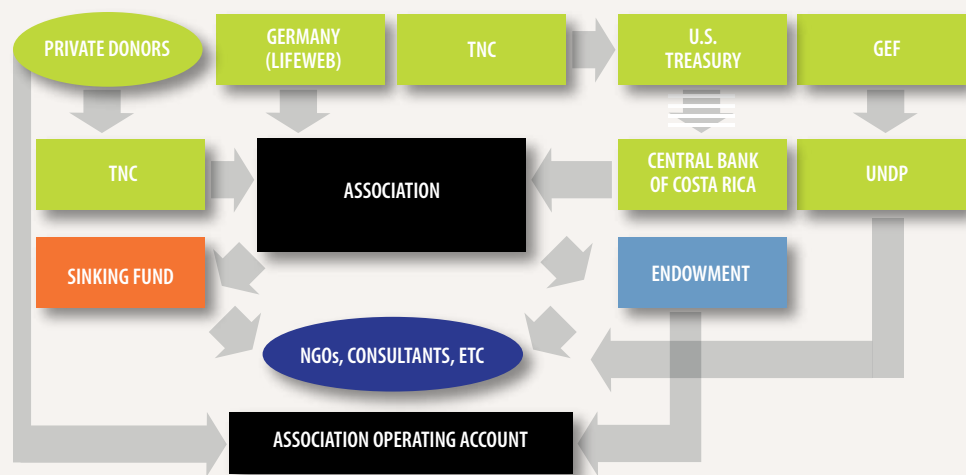 PRIVATE DONORS
GERMANY
(LIFEWEB)
TNC
U.S.
TREASURY
GEF
TNC
ASSOCIATION
CENTRAL BANK
OF COSTA RICA
UNDP
SINKING FUND
ENDOWMENT
NGOs, CONSULTANTS, ETC
ASSOCIATION OPERATING ACCOUNT